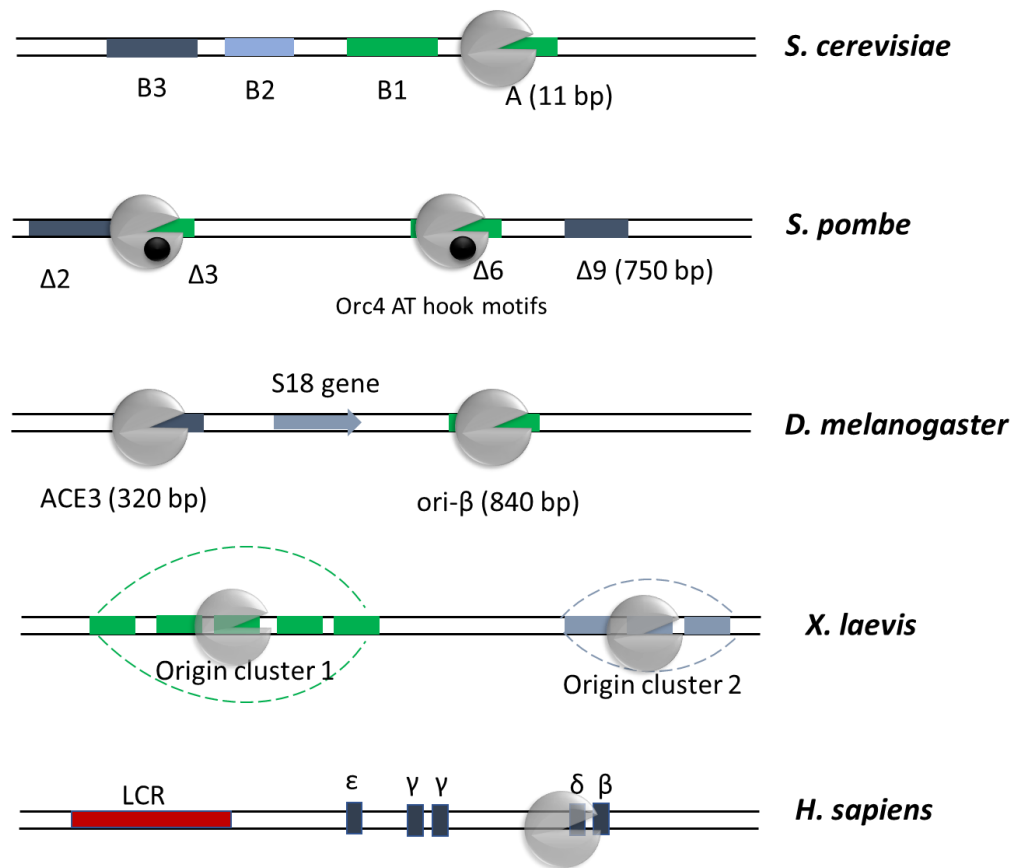 S. cerevisiae
B3 B2 B1 A (11 bp)
S. pombe
Δ2 Δ3 Δ6 Δ9 (750 bp)
Orc4 AT hook motifs
S18 gene
D. melanogaster
ACE3 (320 bp) ori-β (840 bp)
X. laevis
Origin cluster 1 Origin cluster 2
ε γ γ δ β
LCR
H. sapiens